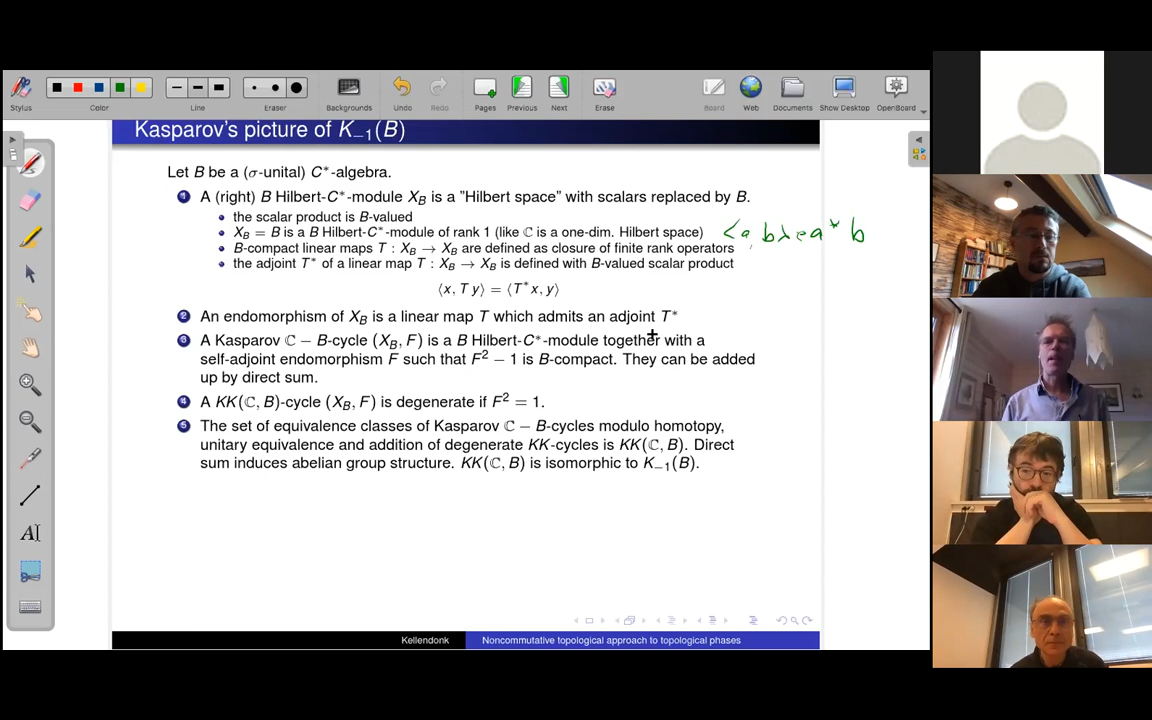 Stylus
Color
Line
Eraser
Backgrounds
Undo
Redo
Pages
Previous
Next
Erase
Board
Web
Documents
Show Desktop
OpenBoard
Kasparov's picture of K₋₁(B)
Let B be a (σ-unital) C*-algebra.
1 A (right) B Hilbert-C*-module X_B is a "Hilbert space" with scalars replaced by B.
the scalar product is B-valued
X_B = B is a B Hilbert-C*-module of rank 1 (like ℂ is a one-dim. Hilbert space)
<a, b> = a* b
B-compact linear maps T : X_B → X_B are defined as closure of finite rank operators
the adjoint T* of a linear map T : X_B → X_B is defined with B-valued scalar product
⟨x, Ty⟩ = ⟨T*x, y⟩
2 An endomorphism of X_B is a linear map T which admits an adjoint T*
3 A Kasparov ℂ − B-cycle (X_B, F) is a B Hilbert-C*-module together with a
self-adjoint endomorphism F such that F² − 1 is B-compact. They can be added
up by direct sum.
4 A KK(ℂ, B)-cycle (X_B, F) is degenerate if F² = 1.
5 The set of equivalence classes of Kasparov ℂ − B-cycles modulo homotopy,
unitary equivalence and addition of degenerate KK-cycles is KK(ℂ, B). Direct
sum induces abelian group structure. KK(ℂ, B) is isomorphic to K₋₁(B).
Kellendonk
Noncommutative topological approach to topological phases